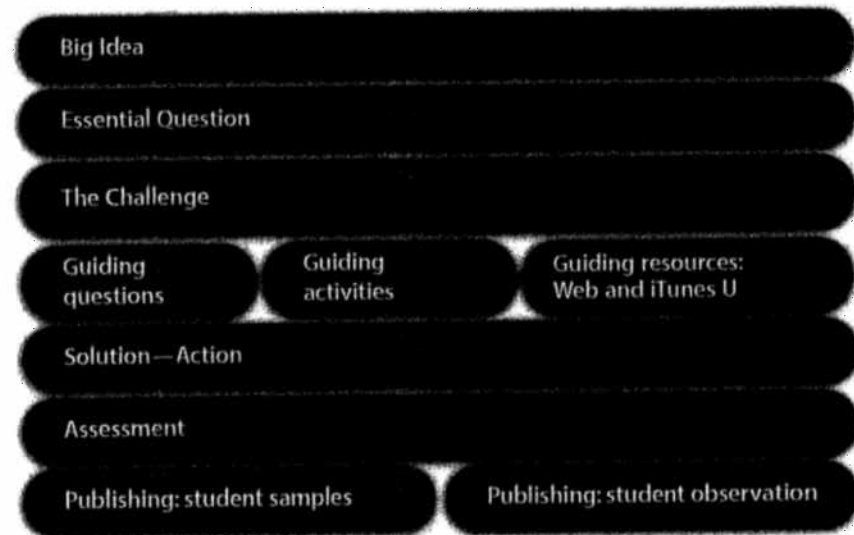 Big Idea
Essential Question
The Challenge
Guiding
questions
Guiding
activities
Guiding resources:
Web and iTunes U
Solution—Action
Assessment
Publishing: student samples
Publishing: student observation